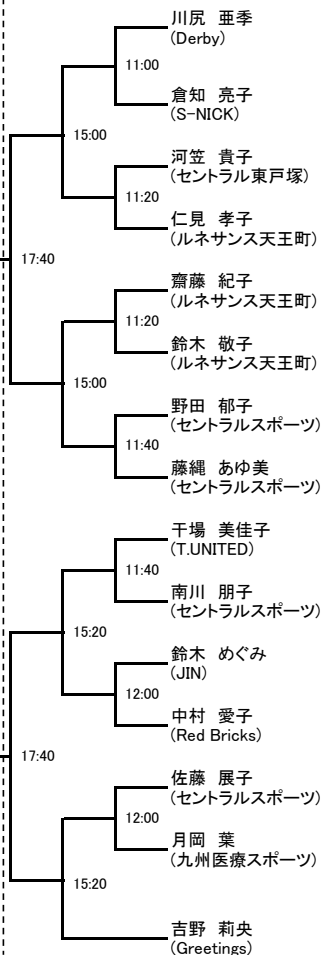 川尻 亜季
(Derby)
11:00
倉知 亮子
(S-NICK)
15:00
河笠 貴子
(セントラル東戸塚)
11:20
仁見 孝子
(ルネサンス天王町)
17:40
齋藤 紀子
(ルネサンス天王町)
11:20
鈴木 敬子
(ルネサンス天王町)
15:00
野田 郁子
(セントラルスポーツ)
11:40
藤縄 あゆ美
(セントラルスポーツ)
干場 美佳子
(T.UNITED)
11:40
南川 朋子
(セントラルスポーツ)
15:20
鈴木 めぐみ
(JIN)
12:00
中村 愛子
(Red Bricks)
17:40
佐藤 展子
(セントラルスポーツ)
12:00
月岡 葉
(九州医療スポーツ)
15:20
吉野 莉央
(Greetings)